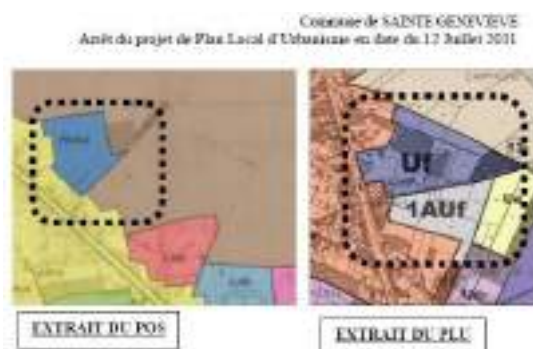 Commune de SAINTE GENEVIEVE
Arrêt du projet de Plan Local d'Urbanisme en date du 12 Juillet 2011
Uf
1AUf
EXTRAIT DU POS
EXTRAIT DU PLU